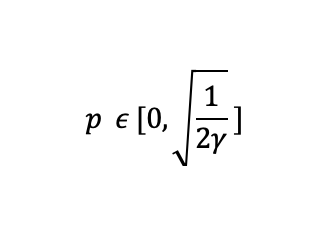 p ϵ [0, √(1/2γ) ]